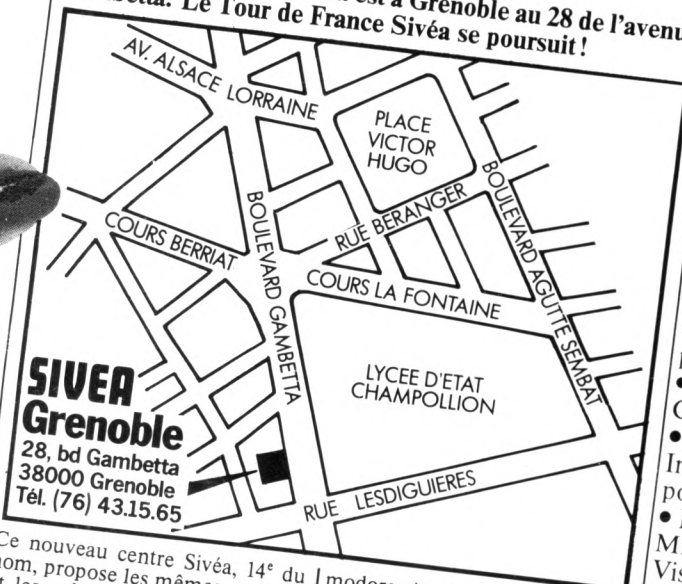 est à Grenoble au 28 de l'avenu
Le Tour de France Sivéa se poursuit !
AV. ALSACE LORRAINE
PLACE
VICTOR
HUGO
BOULEVARD AGUTTE SEMBAT
RUE BERANGER
COURS BERRIAT
BOULEVARD GAMBETTA
COURS LA FONTAINE
LYCEE D'ETAT
CHAMPOLLION
SIVEA
Grenoble
28, bd Gambetta
38000 Grenoble
Tél. (76) 43.15.65
RUE LESDIGUIERES
Ce nouveau centre Sivéa, 14e du
nom, propose les mêmes